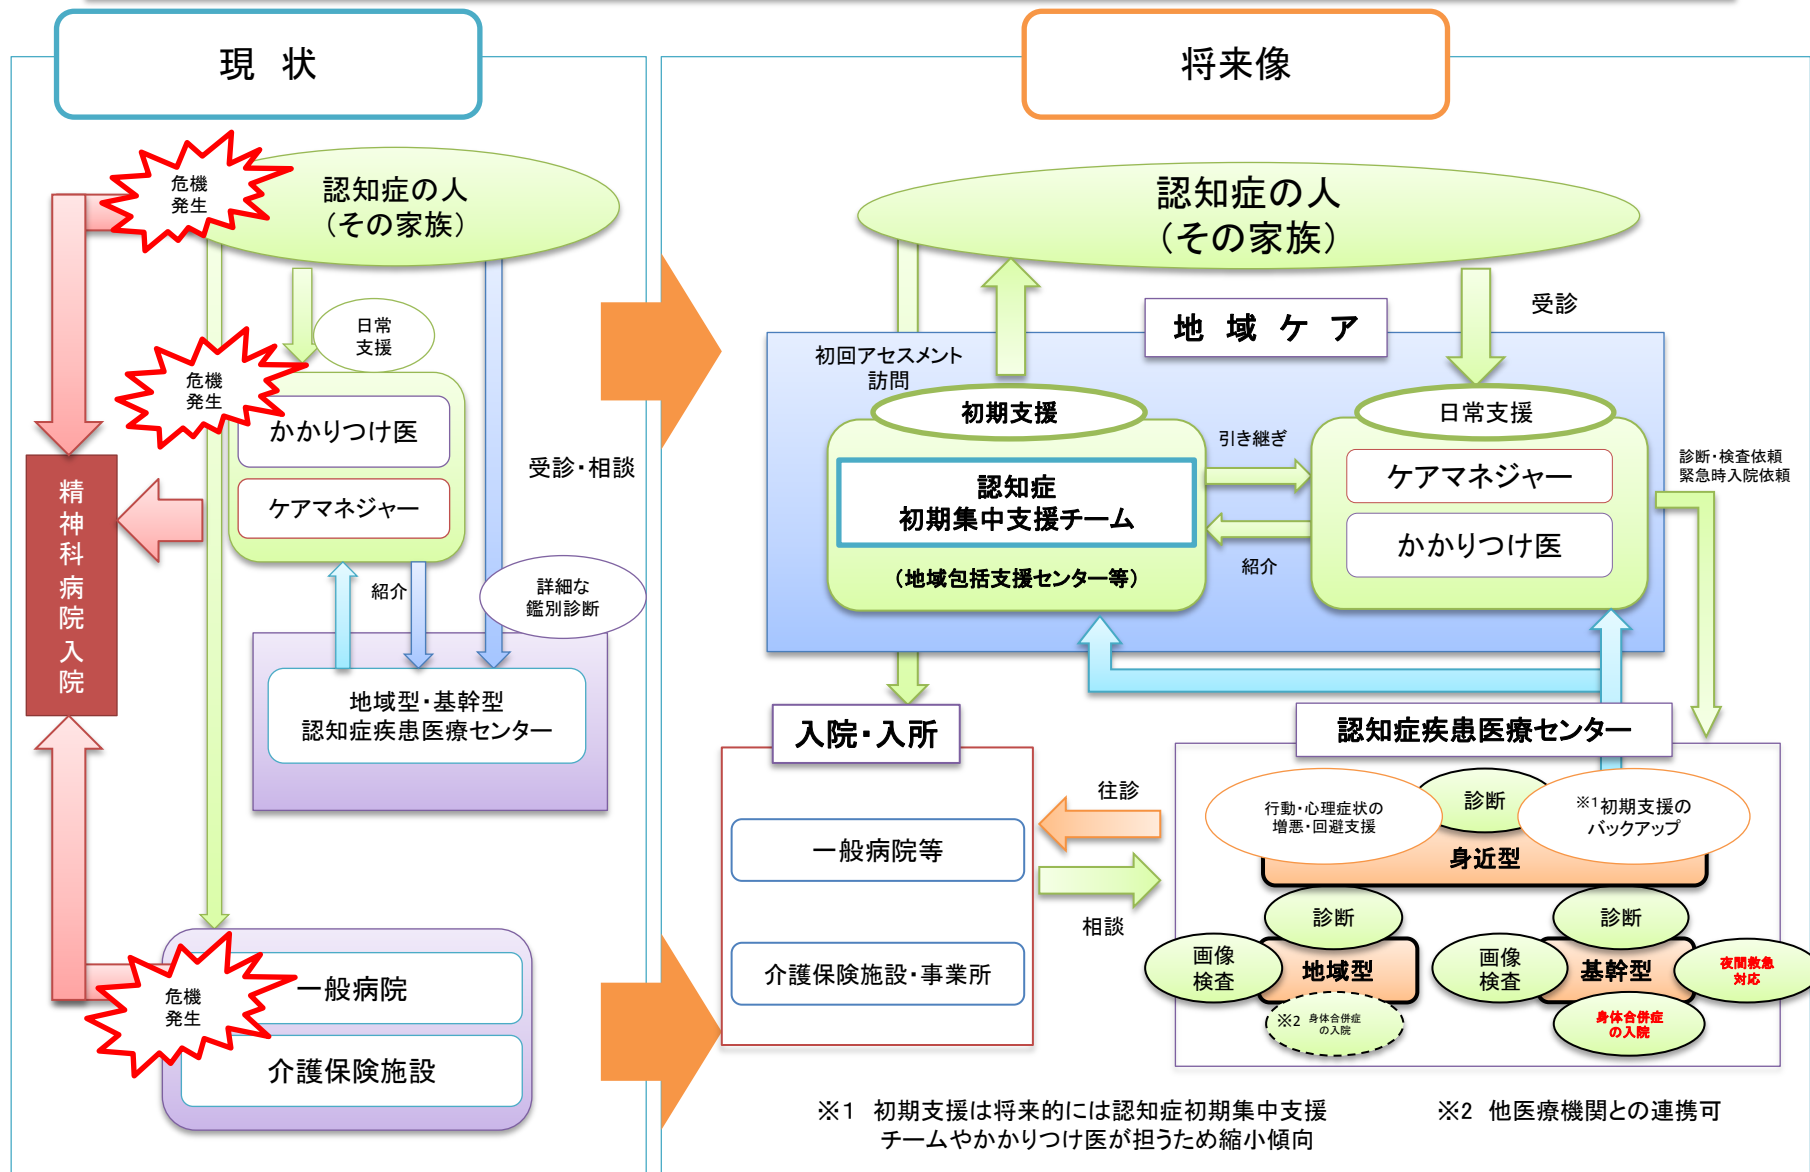 現 状
危機
発生
認知症の人
(その家族)
日常
支援
危機
発生
かかりつけ医
ケアマネジャー
受診・相談
精神科病院入院
紹介
詳細な
鑑別診断
地域型・基幹型
認知症疾患医療センター
危機
発生
一般病院
介護保険施設
将来像
認知症の人
(その家族)
受診
地 域 ケ ア
初回アセスメント
訪問
初期支援
認知症
初期集中支援チーム
(地域包括支援センター等)
引き継ぎ
紹介
日常支援
ケアマネジャー
かかりつけ医
診断・検査依頼
緊急時入院依頼
入院・入所
一般病院等
介護保険施設・事業所
往診
相談
認知症疾患医療センター
行動・心理症状の
増悪・回避支援
診断
※1初期支援の
バックアップ
身近型
診断
画像
検査
地域型
※2 身体合併症
の入院
診断
画像
検査
基幹型
夜間救急
対応
身体合併症
の入院
※1 初期支援は将来的には認知症初期集中支援
チームやかかりつけ医が担うため縮小傾向
※2 他医療機関との連携可